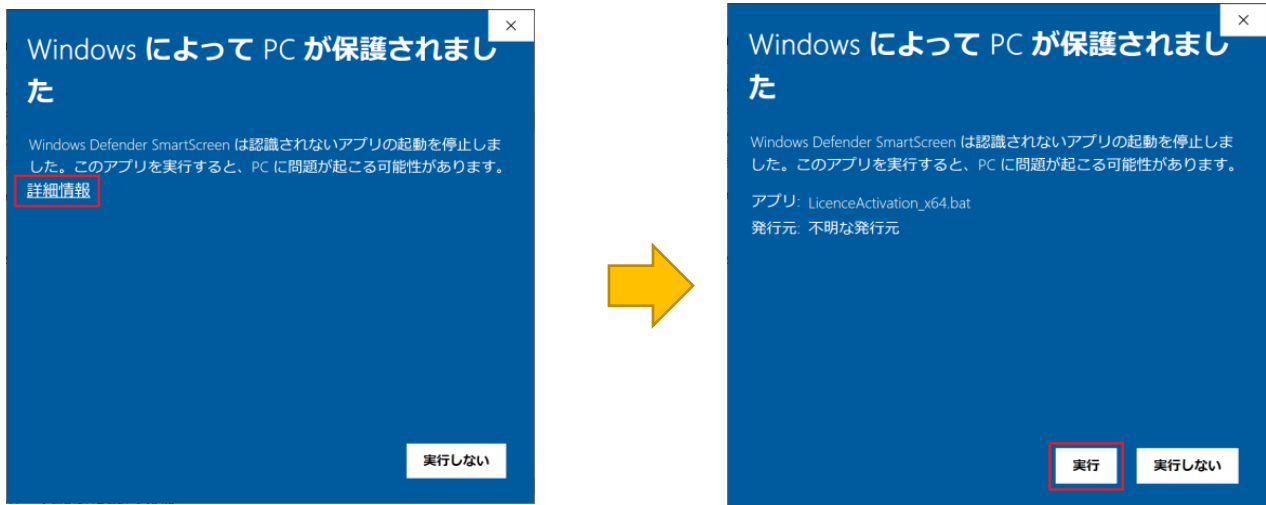 Windows によって PC が保護されまし
た
Windows Defender SmartScreen は認識されないアプリの起動を停止しま
した。このアプリを実行すると、PC に問題が起こる可能性があります。
詳細情報
実行しない
Windows によって PC が保護されまし
た
Windows Defender SmartScreen は認識されないアプリの起動を停止しま
した。このアプリを実行すると、PC に問題が起こる可能性があります。
アプリ: LicenceActivation_x64.bat
発行元: 不明な発行元
実行 実行しない